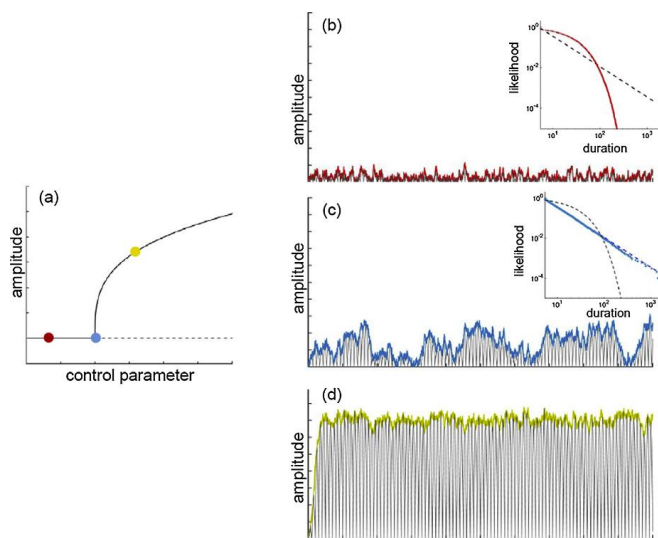 (a)
amplitude
control parameter
(b)
amplitude
likelihood
10⁰
10⁻²
10⁻⁴
10¹
10²
10³
duration
(c)
amplitude
likelihood
10⁰
10⁻²
10⁻⁴
10¹
10²
10³
duration
(d)
amplitude